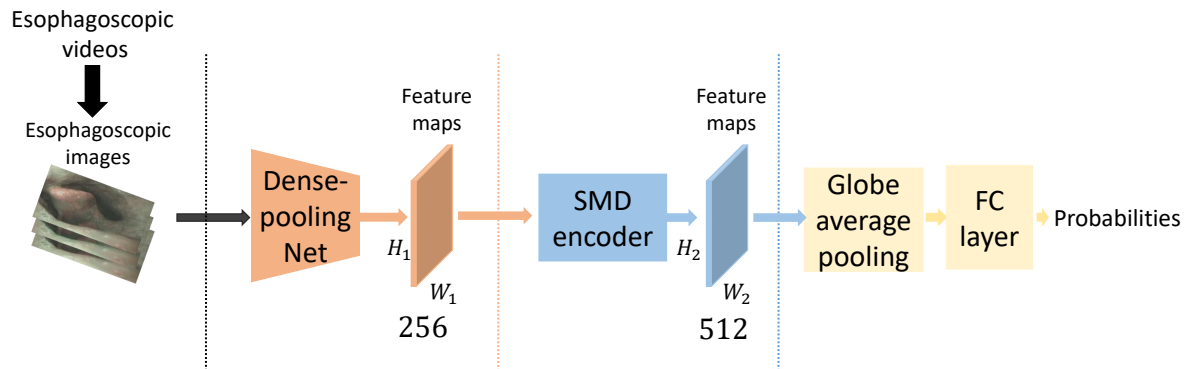 Esophagoscopic
videos
Esophagoscopic
images
Dense-
pooling
Net
Feature
maps
H₁
W₁
256
SMD
encoder
Feature
maps
H₂
W₂
512
Globe
average
pooling
FC
layer
Probabilities